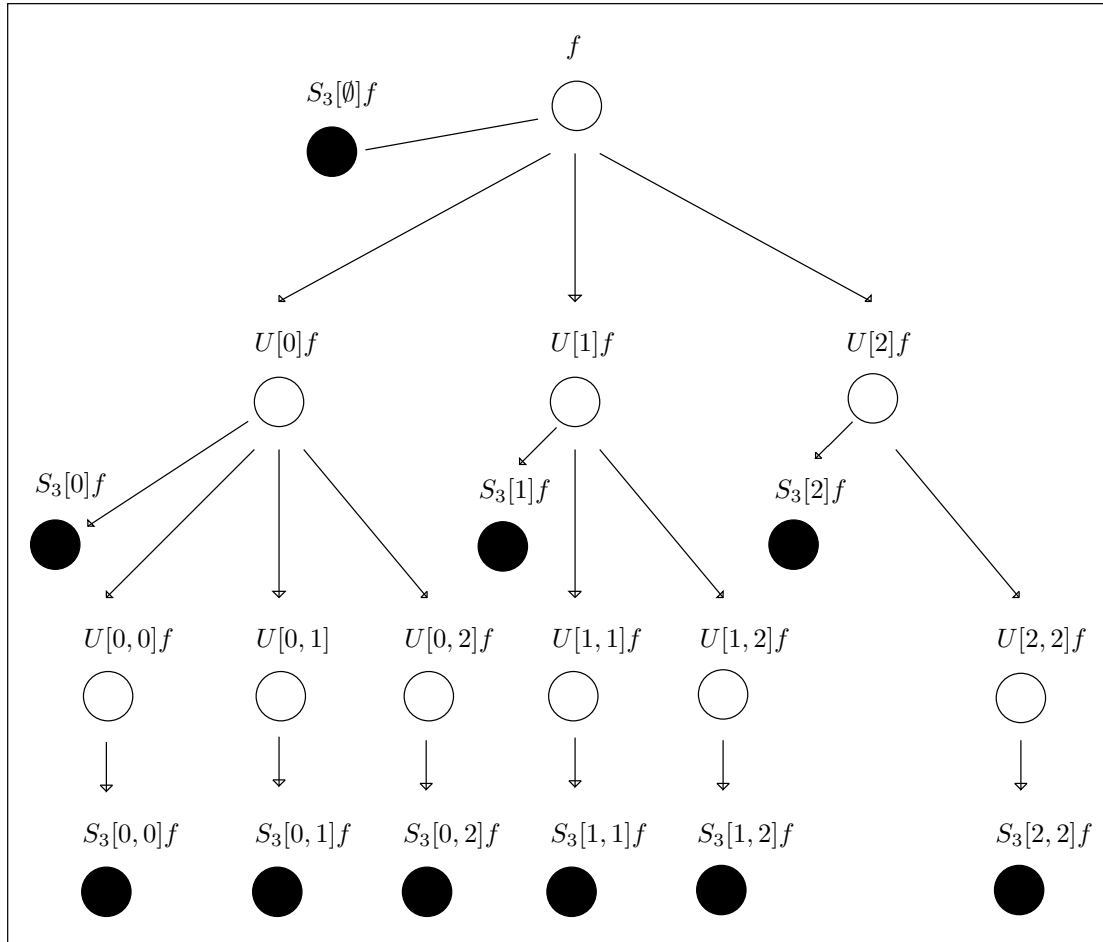 f
S_3[∅]f
U[0]f U[1]f U[2]f
S_3[0]f S_3[1]f S_3[2]f
U[0, 0]f U[0, 1] U[0, 2]f U[1, 1]f U[1, 2]f U[2, 2]f
S_3[0, 0]f S_3[0, 1]f S_3[0, 2]f S_3[1, 1]f S_3[1, 2]f S_3[2, 2]f